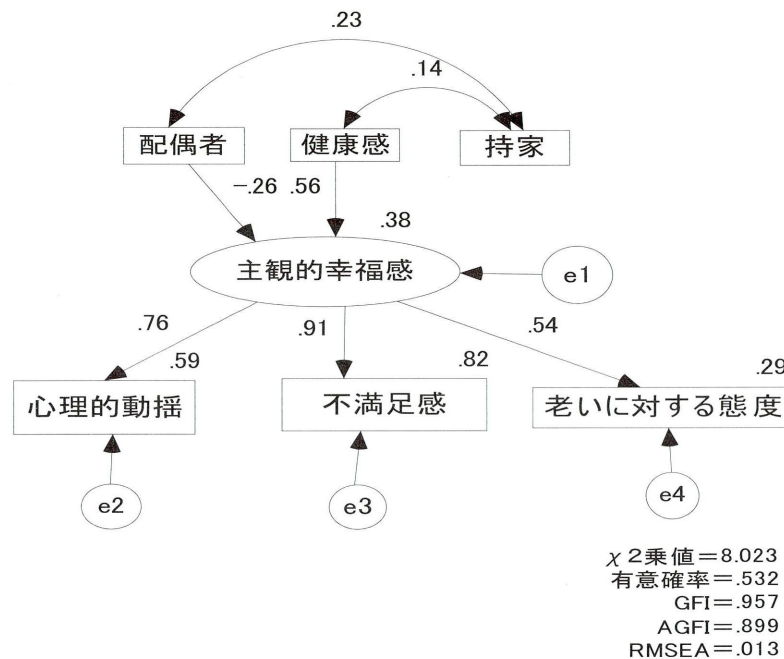 .23
.14
配偶者 健康感 持家
-.26 .56
.38
主観的幸福感
e1
.76 .91 .54
.59 .82 .29
心理的動揺 不満足感 老いに対する態度
e2 e3 e4
χ2乗値=8.023
有意確率=.532
GFI=.957
AGFI=.899
RMSEA=.013